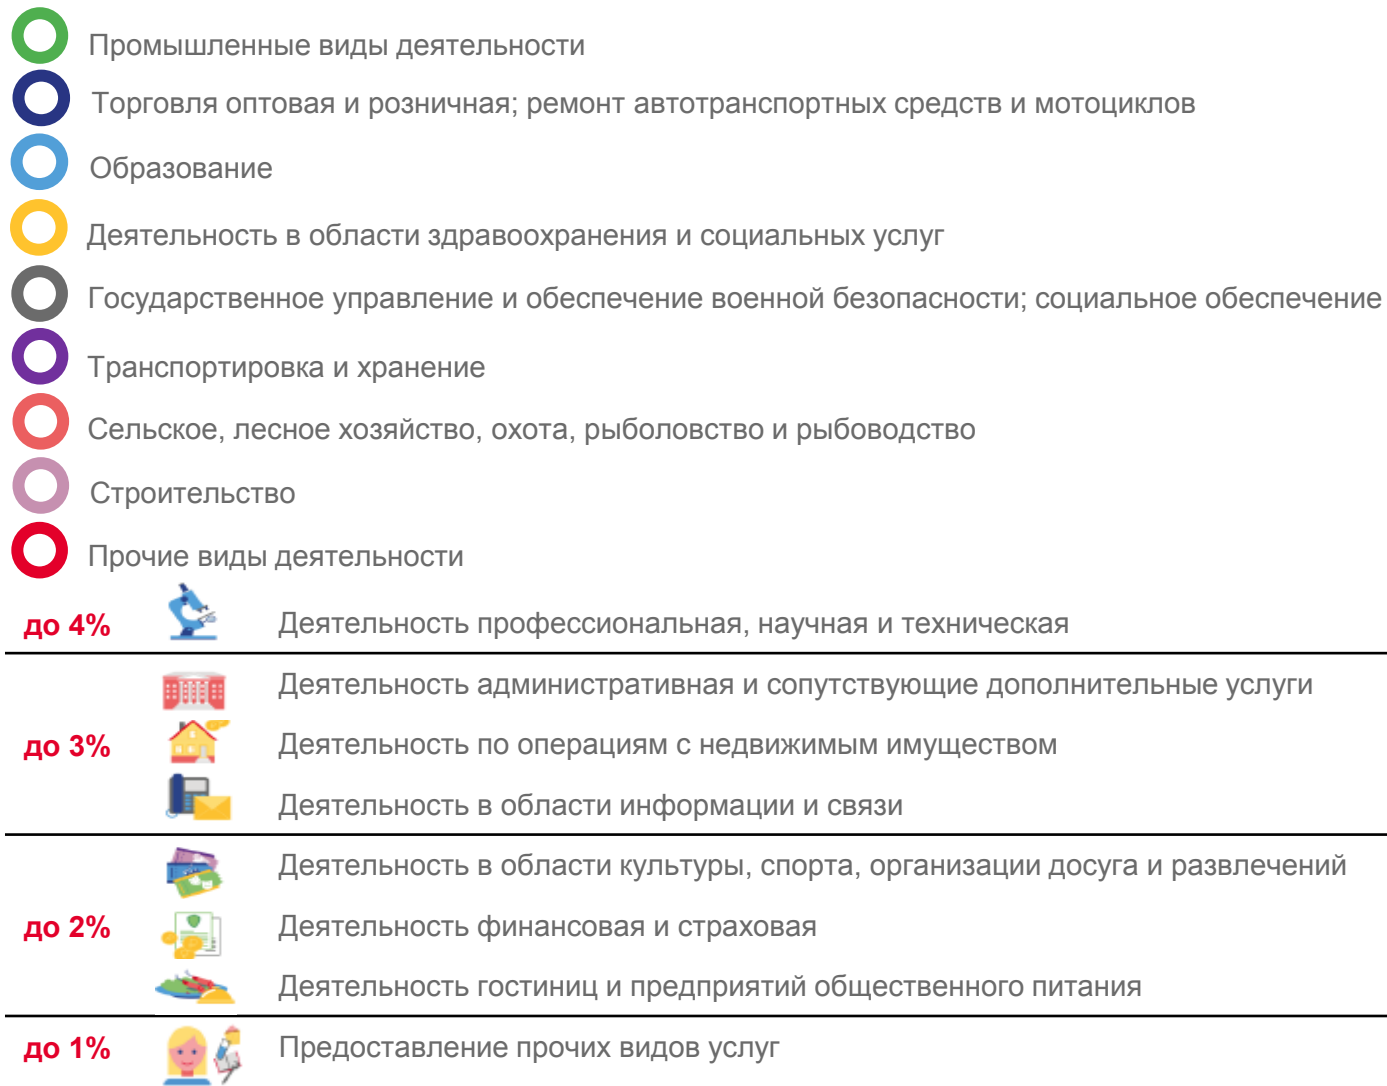 Промышленные виды деятельности
Торговля оптовая и розничная; ремонт автотранспортных средств и мотоциклов
Образование
Деятельность в области здравоохранения и социальных услуг
Государственное управление и обеспечение военной безопасности; социальное обеспечение
Транспортировка и хранение
Сельское, лесное хозяйство, охота, рыболовство и рыбоводство
Строительство
Прочие виды деятельности
до 4% Деятельность профессиональная, научная и техническая
Деятельность административная и сопутствующие дополнительные услуги
до 3% Деятельность по операциям с недвижимым имуществом
Деятельность в области информации и связи
Деятельность в области культуры, спорта, организации досуга и развлечений
до 2% Деятельность финансовая и страховая
Деятельность гостиниц и предприятий общественного питания
до 1% Предоставление прочих видов услуг